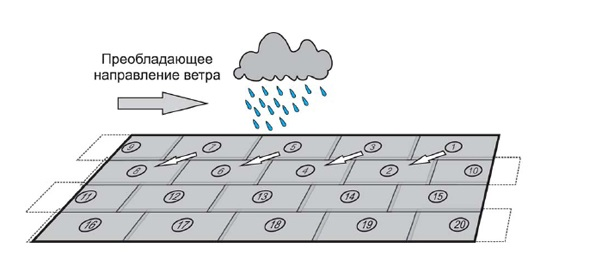 Преобладающее
направление ветра
9 7 5 3 1
8 6 4 2 10
11 12 13 14 15
16 17 18 19 20